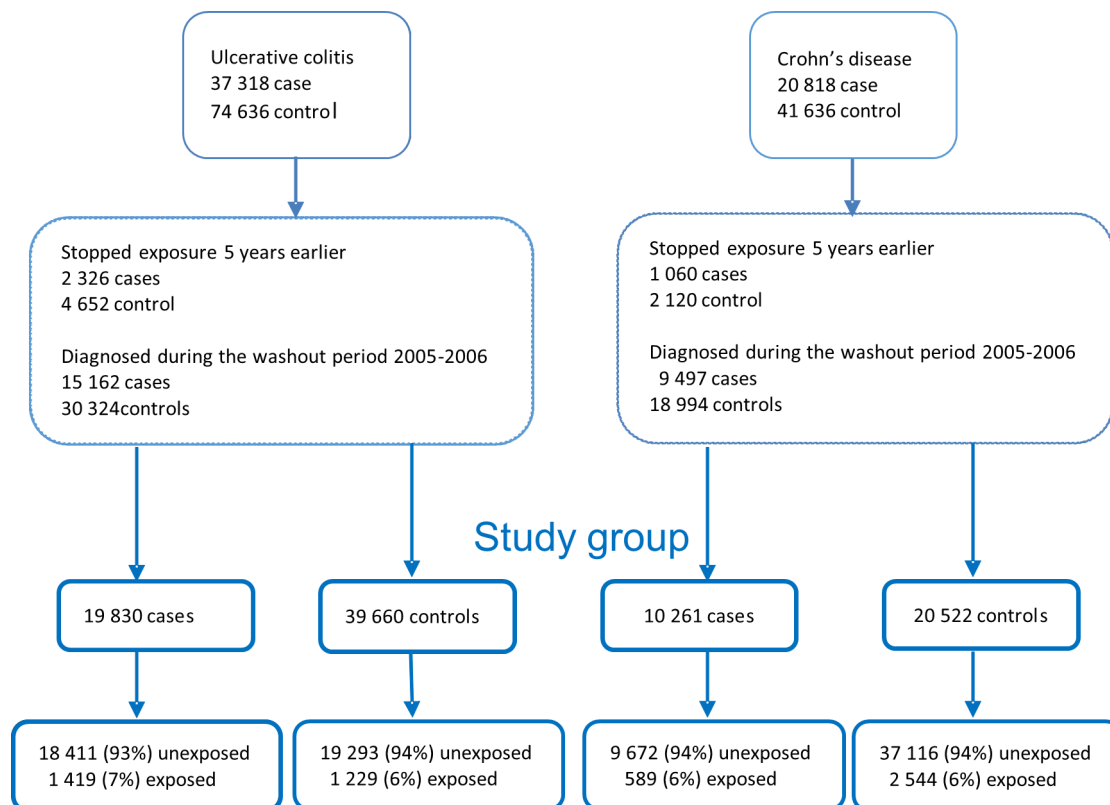 Ulcerative colitis
37 318 case
74 636 control
Crohn's disease
20 818 case
41 636 control
Stopped exposure 5 years earlier
2 326 cases
4 652 control
Diagnosed during the washout period 2005-2006
15 162 cases
30 324controls
Stopped exposure 5 years earlier
1 060 cases
2 120 control
Diagnosed during the washout period 2005-2006
9 497 cases
18 994 controls
Study group
19 830 cases
39 660 controls
10 261 cases
20 522 controls
18 411 (93%) unexposed
1 419 (7%) exposed
19 293 (94%) unexposed
1 229 (6%) exposed
9 672 (94%) unexposed
589 (6%) exposed
37 116 (94%) unexposed
2 544 (6%) exposed